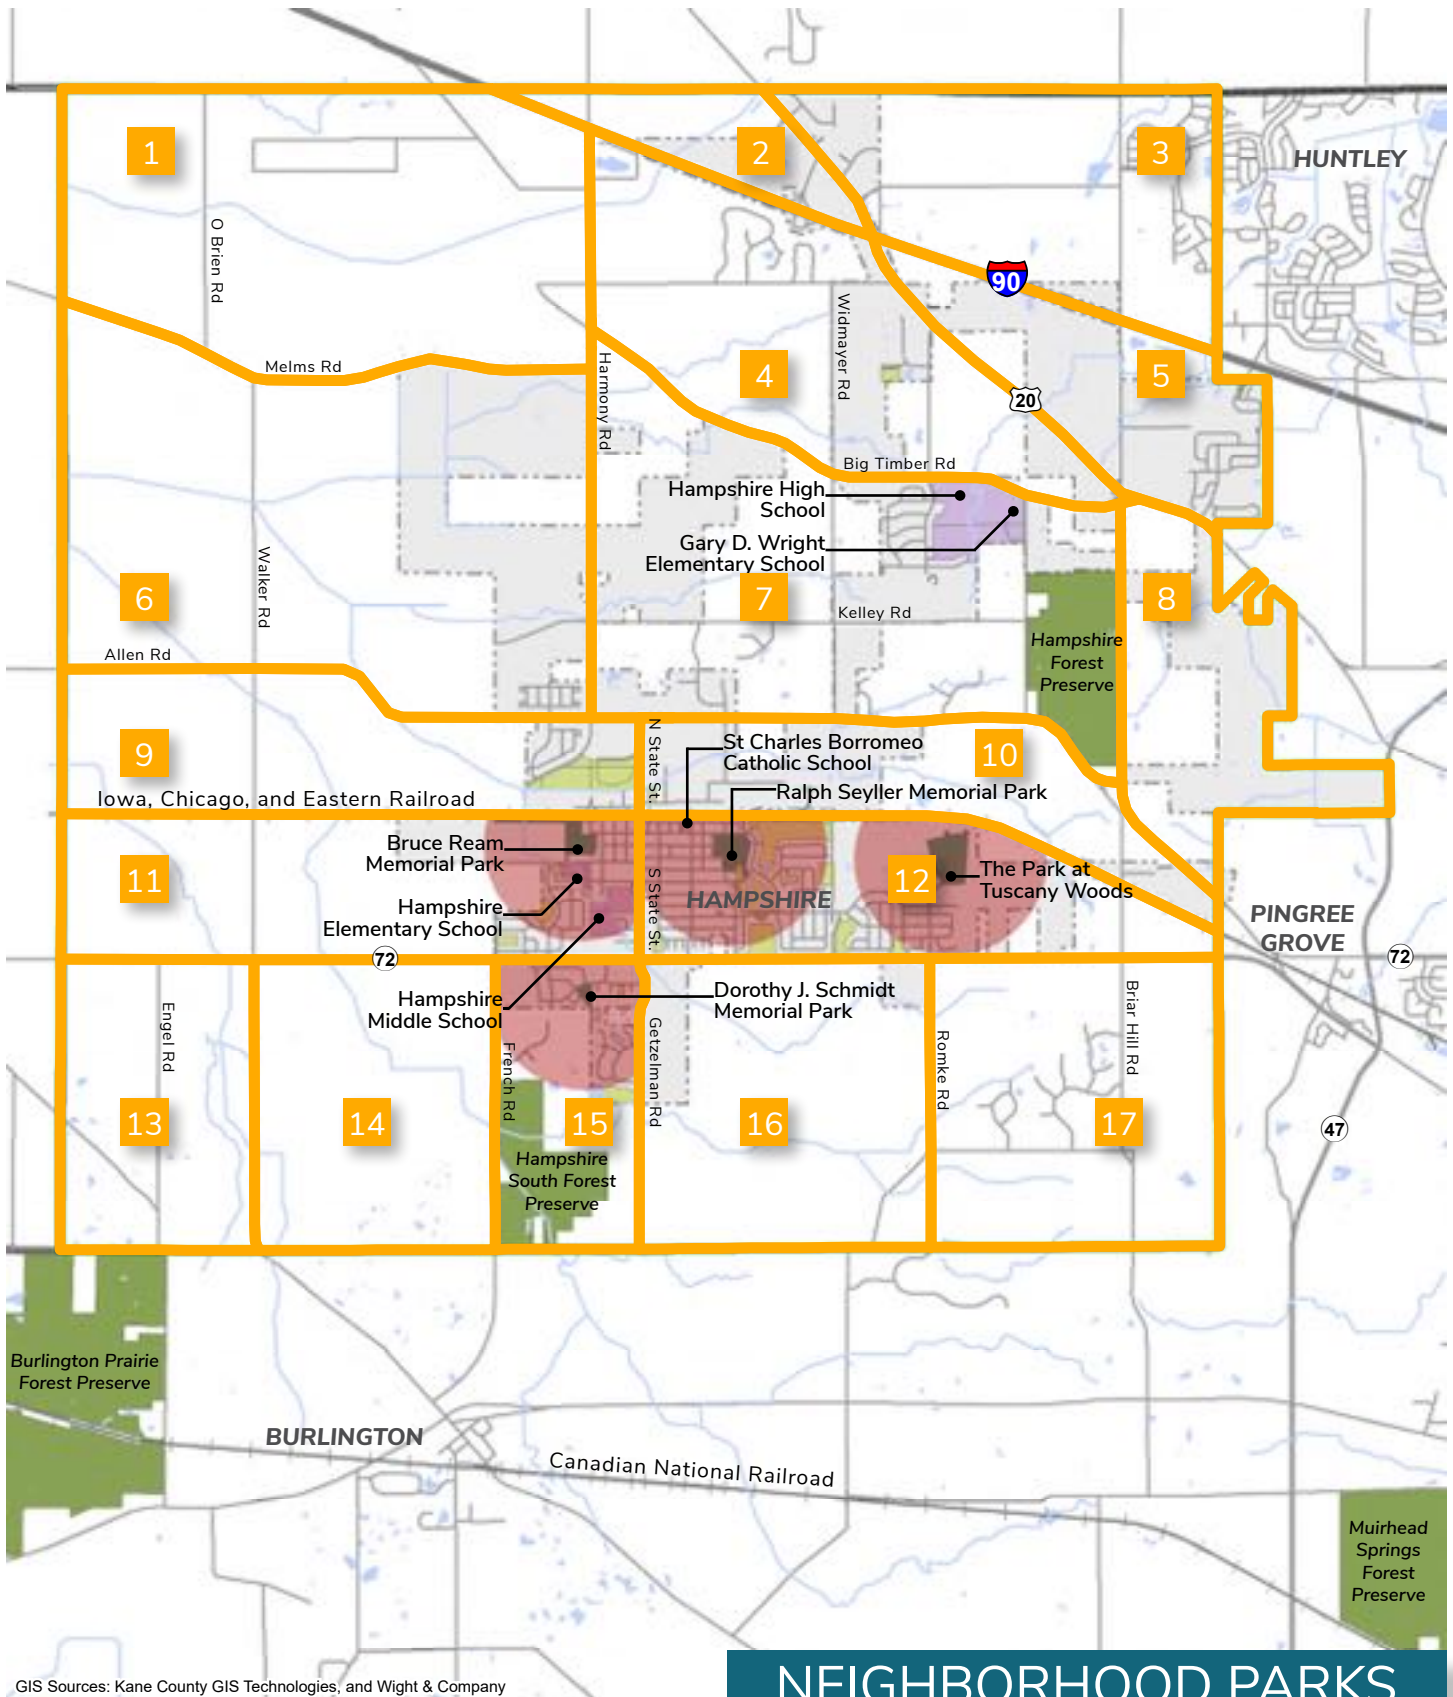 1
2
3
HUNTLEY
O Brien Rd
90
Widmayer Rd
Melms Rd
Harmony Rd
4
5
20
Big Timber Rd
Hampshire High
School
Gary D. Wright
Elementary School
Walker Rd
6
7
8
Kelley Rd
Hampshire
Forest
Preserve
Allen Rd
9
N State St.
St Charles Borromeo
Catholic School
10
Ralph Seyller Memorial Park
Iowa, Chicago, and Eastern Railroad
Bruce Ream
Memorial Park
11
S State St.
12
The Park at
Tuscany Woods
HAMPSHIRE
Hampshire
Elementary School
PINGREE
GROVE
72
72
Hampshire
Middle School
Dorothy J. Schmidt
Memorial Park
Engel Rd
French Rd
Getzelman Rd
Romke Rd
Briar Hill Rd
13
14
15
16
17
47
Hampshire
South Forest
Preserve
Burlington Prairie
Forest Preserve
BURLINGTON
Canadian National Railroad
Muirhead
Springs
Forest
Preserve
GIS Sources: Kane County GIS Technologies, and Wight & Company
NEIGHBORHOOD PARKS